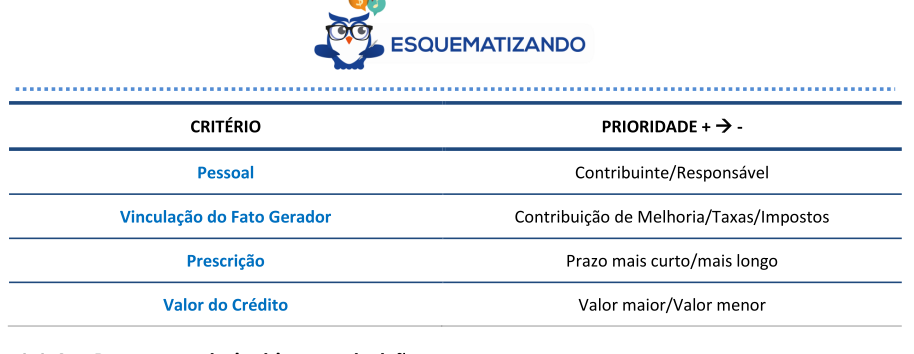 ESQUEMATIZANDO
CRITÉRIO PRIORIDADE + → -
Pessoal Contribuinte/Responsável
Vinculação do Fato Gerador Contribuição de Melhoria/Taxas/Impostos
Prescrição Prazo mais curto/mais longo
Valor do Crédito Valor maior/Valor menor